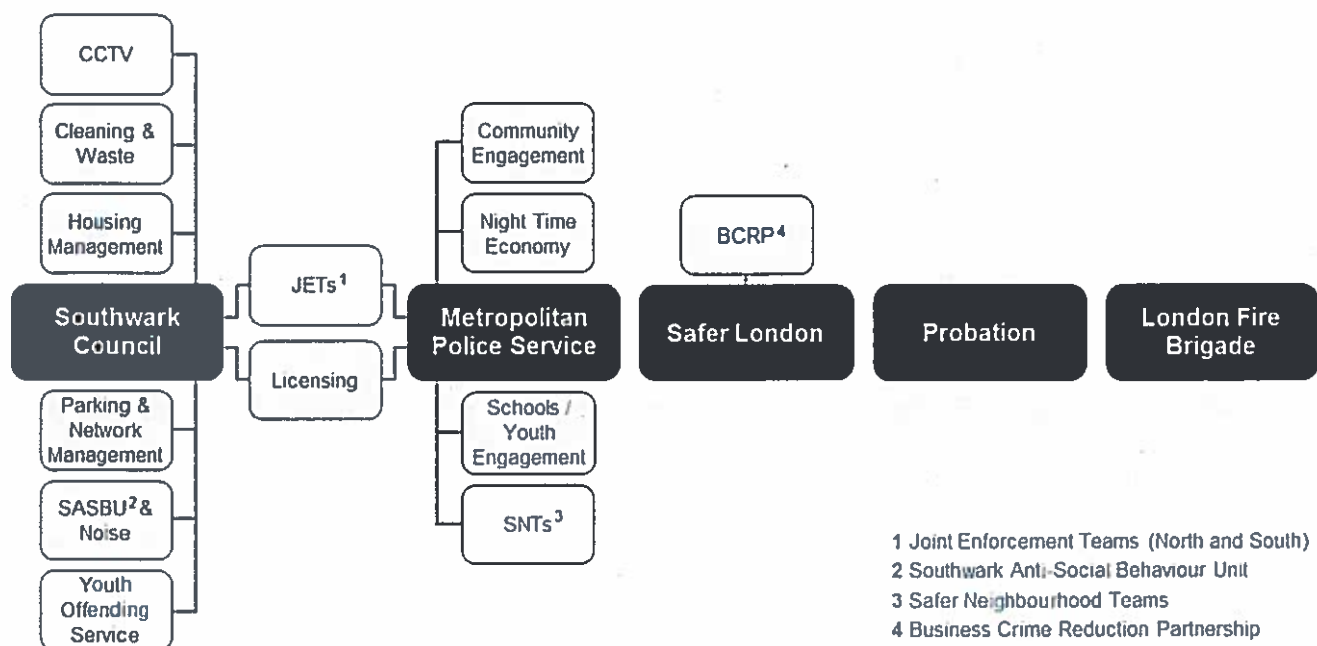 CCTV
Cleaning &
Waste
Housing
Management
Southwark
Council
Parking &
Network
Management
SASBU² &
Noise
Youth
Offending
Service
JETs¹
Licensing
Community
Engagement
Night Time
Economy
Metropolitan
Police Service
Schools /
Youth
Engagement
SNTs³
BCRP⁴
Safer London
Probation
London Fire
Brigade
1 Joint Enforcement Teams (North and South)
2 Southwark Anti-Social Behaviour Unit
3 Safer Neighbourhood Teams
4 Business Crime Reduction Partnership